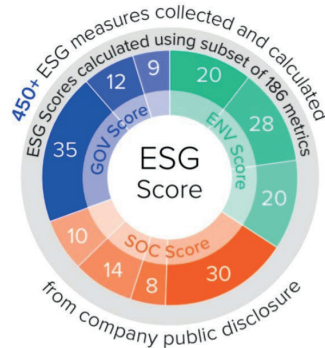 450+ ESG measures collected and calculated
ESG Scores calculated using subset of 186 metrics
12
9
20
28
20
30
8
14
10
35
GOV Score
ENV Score
SOC Score
ESG
Score
from company public disclosure